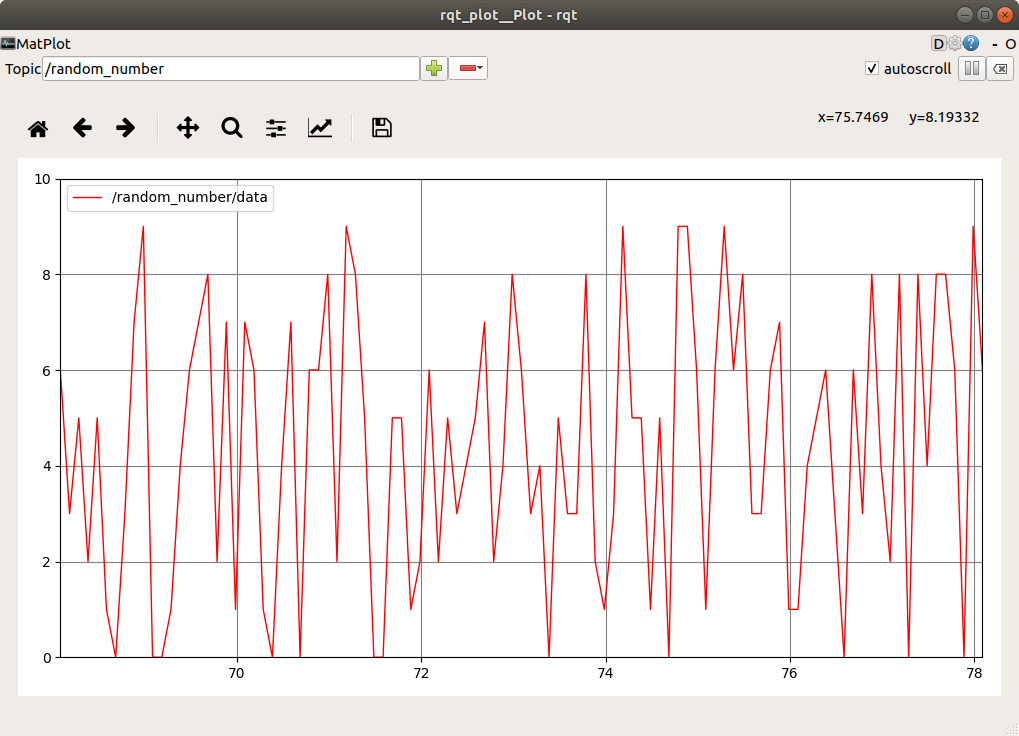 rqt_plot__Plot - rqt
MatPlot
D ? - O
Topic /random_number autoscroll
x=75.7469 y=8.19332
/random_number/data
10
8
6
4
2
0
70 72 74 76 78